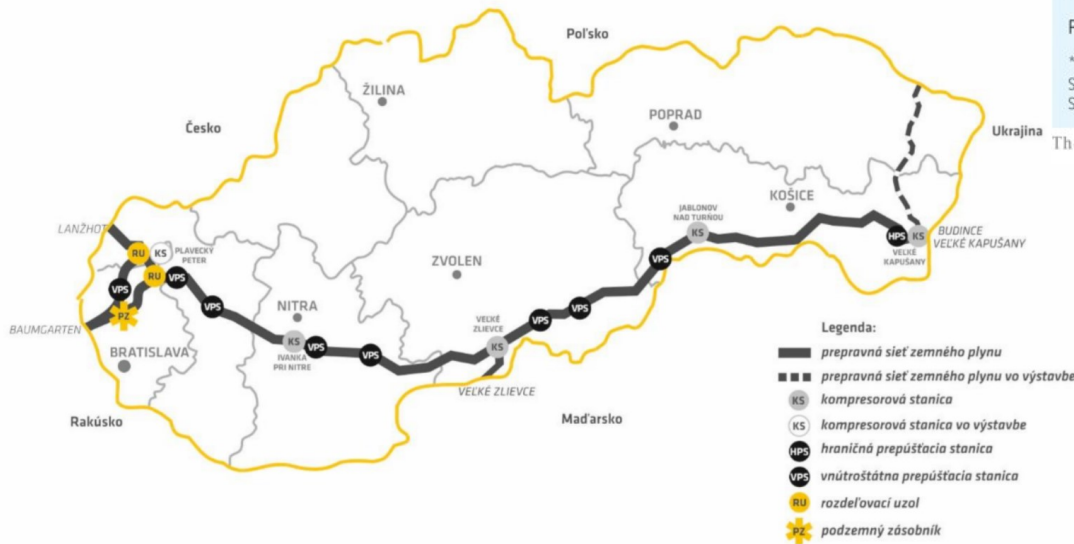 Poľsko
ŽILINA
Česko
POPRAD
Ukrajina
KOŠICE
JABLONOV
NAD TURŇOU
KS
LANŽHOT
RU
KS
PLAVECKÝ
PETER
HPS
KS
BUDINCE
VEĽKÉ KAPUŠANY
VEĽKÉ
KAPUŠANY
ZVOLEN
VPS
RU
VPS
VPS
PZ
VPS
NITRA
VPS
VPS
BAUMGARTEN
VEĽKÉ
ZLIEVCE
KS
KS
VPS
VPS
IVANKA
PRI NITRE
BRATISLAVA
VEĽKÉ ZLIEVCE
Rakúsko
Maďarsko
Legenda:
prepravná sieť zemného plynu
prepravná sieť zemného plynu vo výstavbe
KS kompresorová stanica
KS kompresorová stanica vo výstavbe
HPS hraničná prepúšťacia stanica
VPS vnútroštátna prepúšťacia stanica
RU rozdeľovací uzol
PZ podzemný zásobník